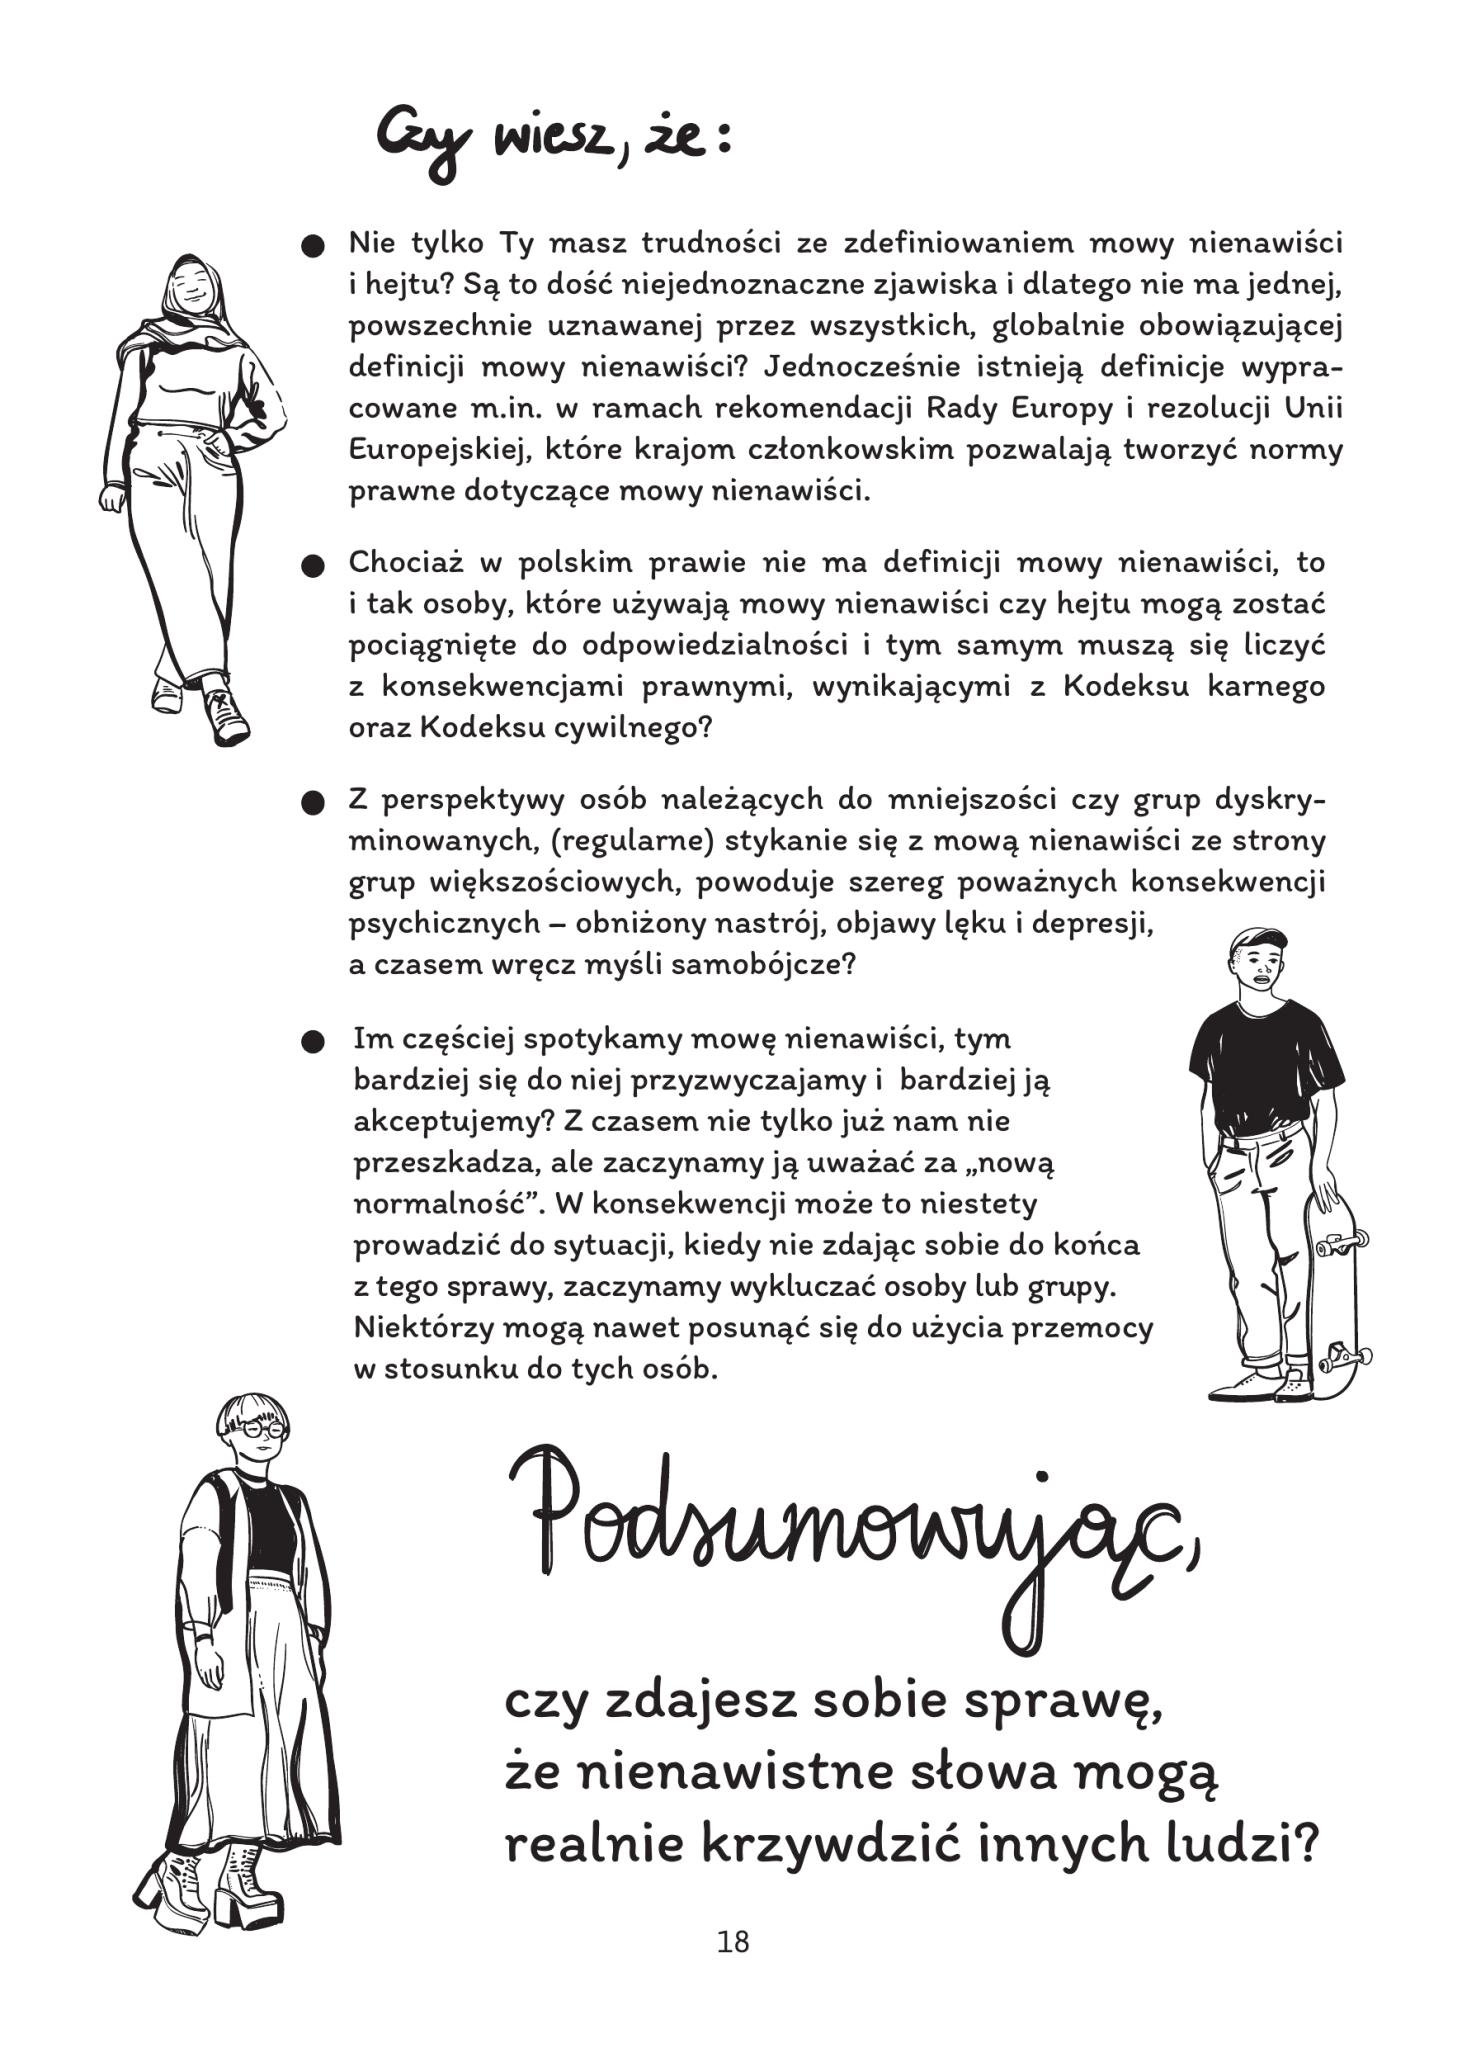 Czy wiesz, że:
● Nie tylko Ty masz trudności ze zdefiniowaniem mowy nienawiści
i hejtu? Są to dość niejednoznaczne zjawiska i dlatego nie ma jednej,
powszechnie uznawanej przez wszystkich, globalnie obowiązującej
definicji mowy nienawiści? Jednocześnie istnieją definicje wypra-
cowane m.in. w ramach rekomendacji Rady Europy i rezolucji Unii
Europejskiej, które krajom członkowskim pozwalają tworzyć normy
prawne dotyczące mowy nienawiści.
● Chociaż w polskim prawie nie ma definicji mowy nienawiści, to
i tak osoby, które używają mowy nienawiści czy hejtu mogą zostać
pociągnięte do odpowiedzialności i tym samym muszą się liczyć
z konsekwencjami prawnymi, wynikającymi z Kodeksu karnego
oraz Kodeksu cywilnego?
● Z perspektywy osób należących do mniejszości czy grup dyskry-
minowanych, (regularne) stykanie się z mową nienawiści ze strony
grup większościowych, powoduje szereg poważnych konsekwencji
psychicznych – obniżony nastrój, objawy lęku i depresji,
a czasem wręcz myśli samobójcze?
● Im częściej spotykamy mowę nienawiści, tym
bardziej się do niej przyzwyczajamy i bardziej ją
akceptujemy? Z czasem nie tylko już nam nie
przeszkadza, ale zaczynamy ją uważać za „nową
normalność”. W konsekwencji może to niestety
prowadzić do sytuacji, kiedy nie zdając sobie do końca
z tego sprawy, zaczynamy wykluczać osoby lub grupy.
Niektórzy mogą nawet posunąć się do użycia przemocy
w stosunku do tych osób.
Podsumowując,
czy zdajesz sobie sprawę,
że nienawistne słowa mogą
realnie krzywdzić innych ludzi?
18